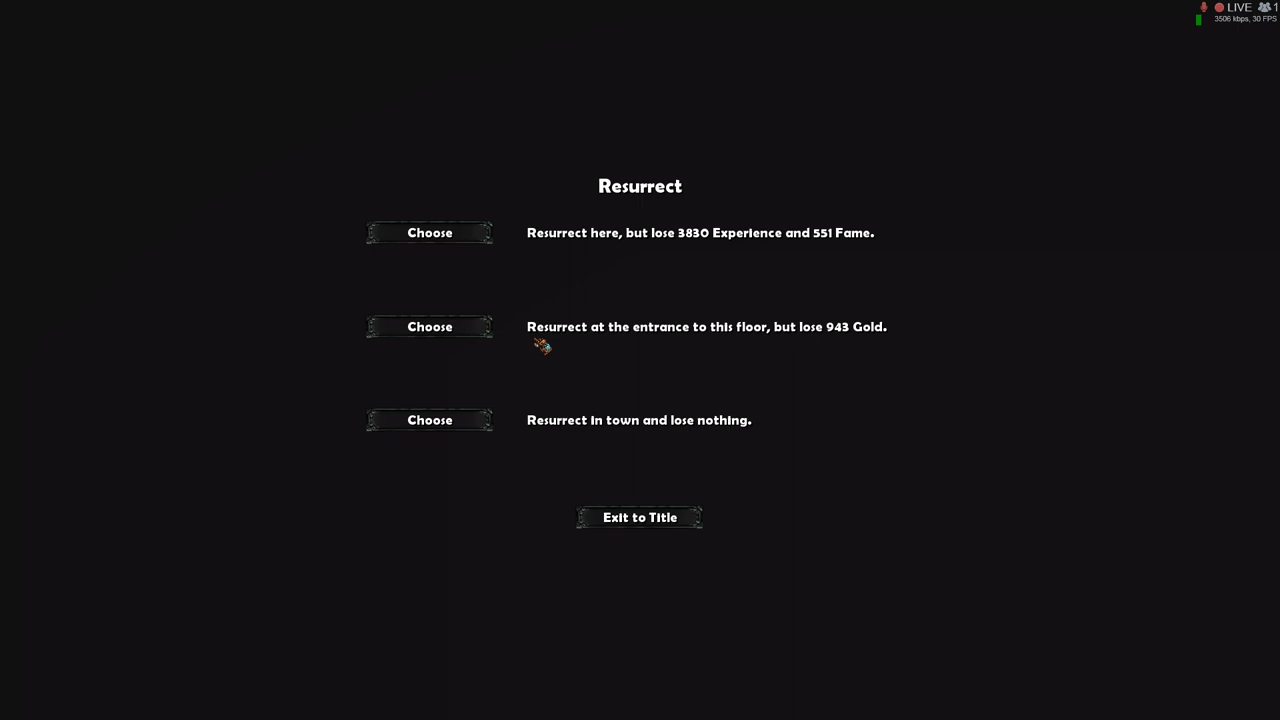 LIVE 1
3506 kbps, 30 FPS
Resurrect
Choose Resurrect here, but lose 3830 Experience and 551 Fame.
Choose Resurrect at the entrance to this floor, but lose 943 Gold.
Choose Resurrect in town and lose nothing.
Exit to Title